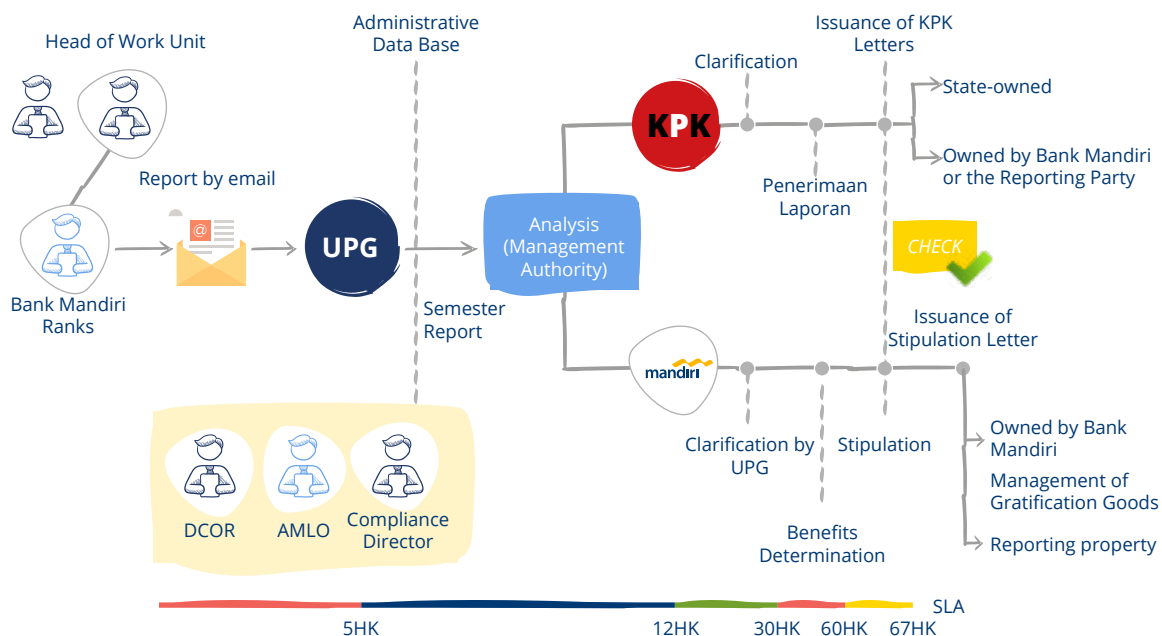 Head of Work Unit
Administrative
Data Base
Issuance of KPK
Letters
Clarification
State-owned
KPK
Owned by Bank Mandiri
or the Reporting Party
Report by email
Penerimaan
Laporan
@
UPG
Analysis
(Management
Authority)
CHECK
Bank Mandiri
Ranks
Semester
Report
Issuance of
Stipulation Letter
mandiri
Clarification by
UPG
Stipulation
Owned by Bank
Mandiri
Management of
Gratification Goods
Benefits
Determination
Reporting property
DCOR
AMLO
Compliance
Director
SLA
5HK
12HK
30HK
60HK
67HK